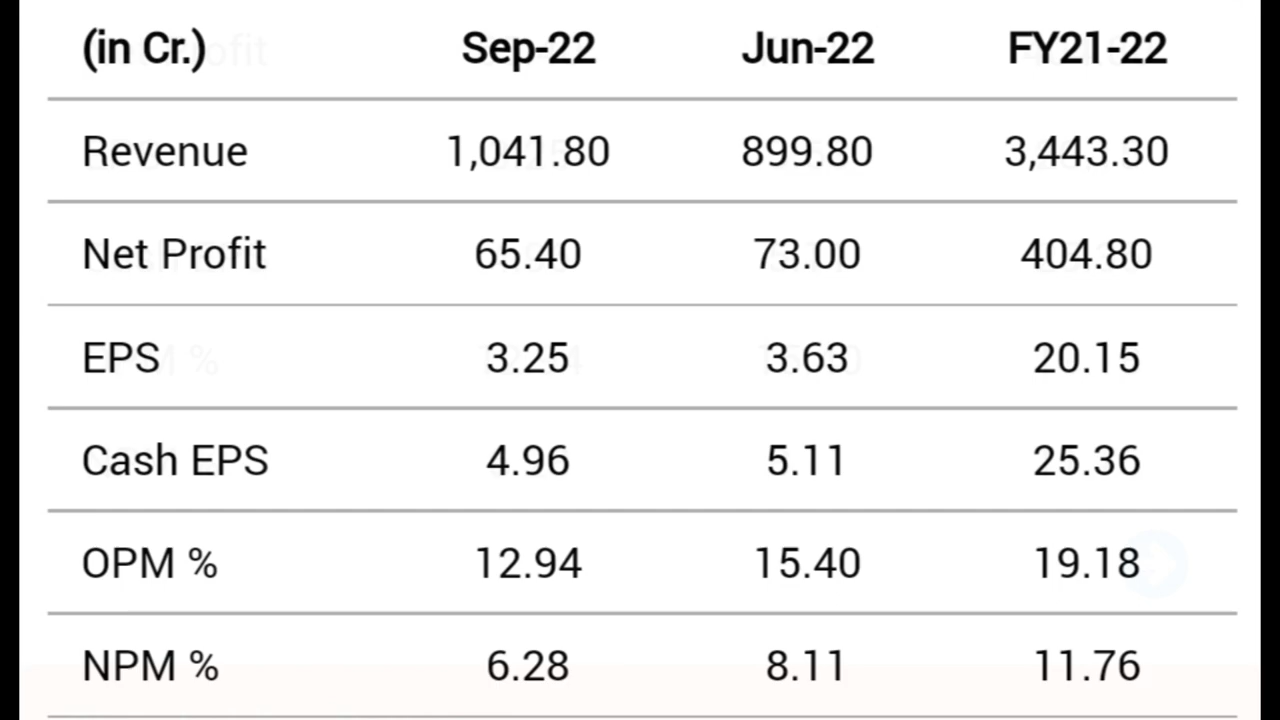 (in Cr.) Sep-22 Jun-22 FY21-22
Revenue 1,041.80 899.80 3,443.30
Net Profit 65.40 73.00 404.80
EPS 3.25 3.63 20.15
Cash EPS 4.96 5.11 25.36
OPM % 12.94 15.40 19.18
NPM % 6.28 8.11 11.76